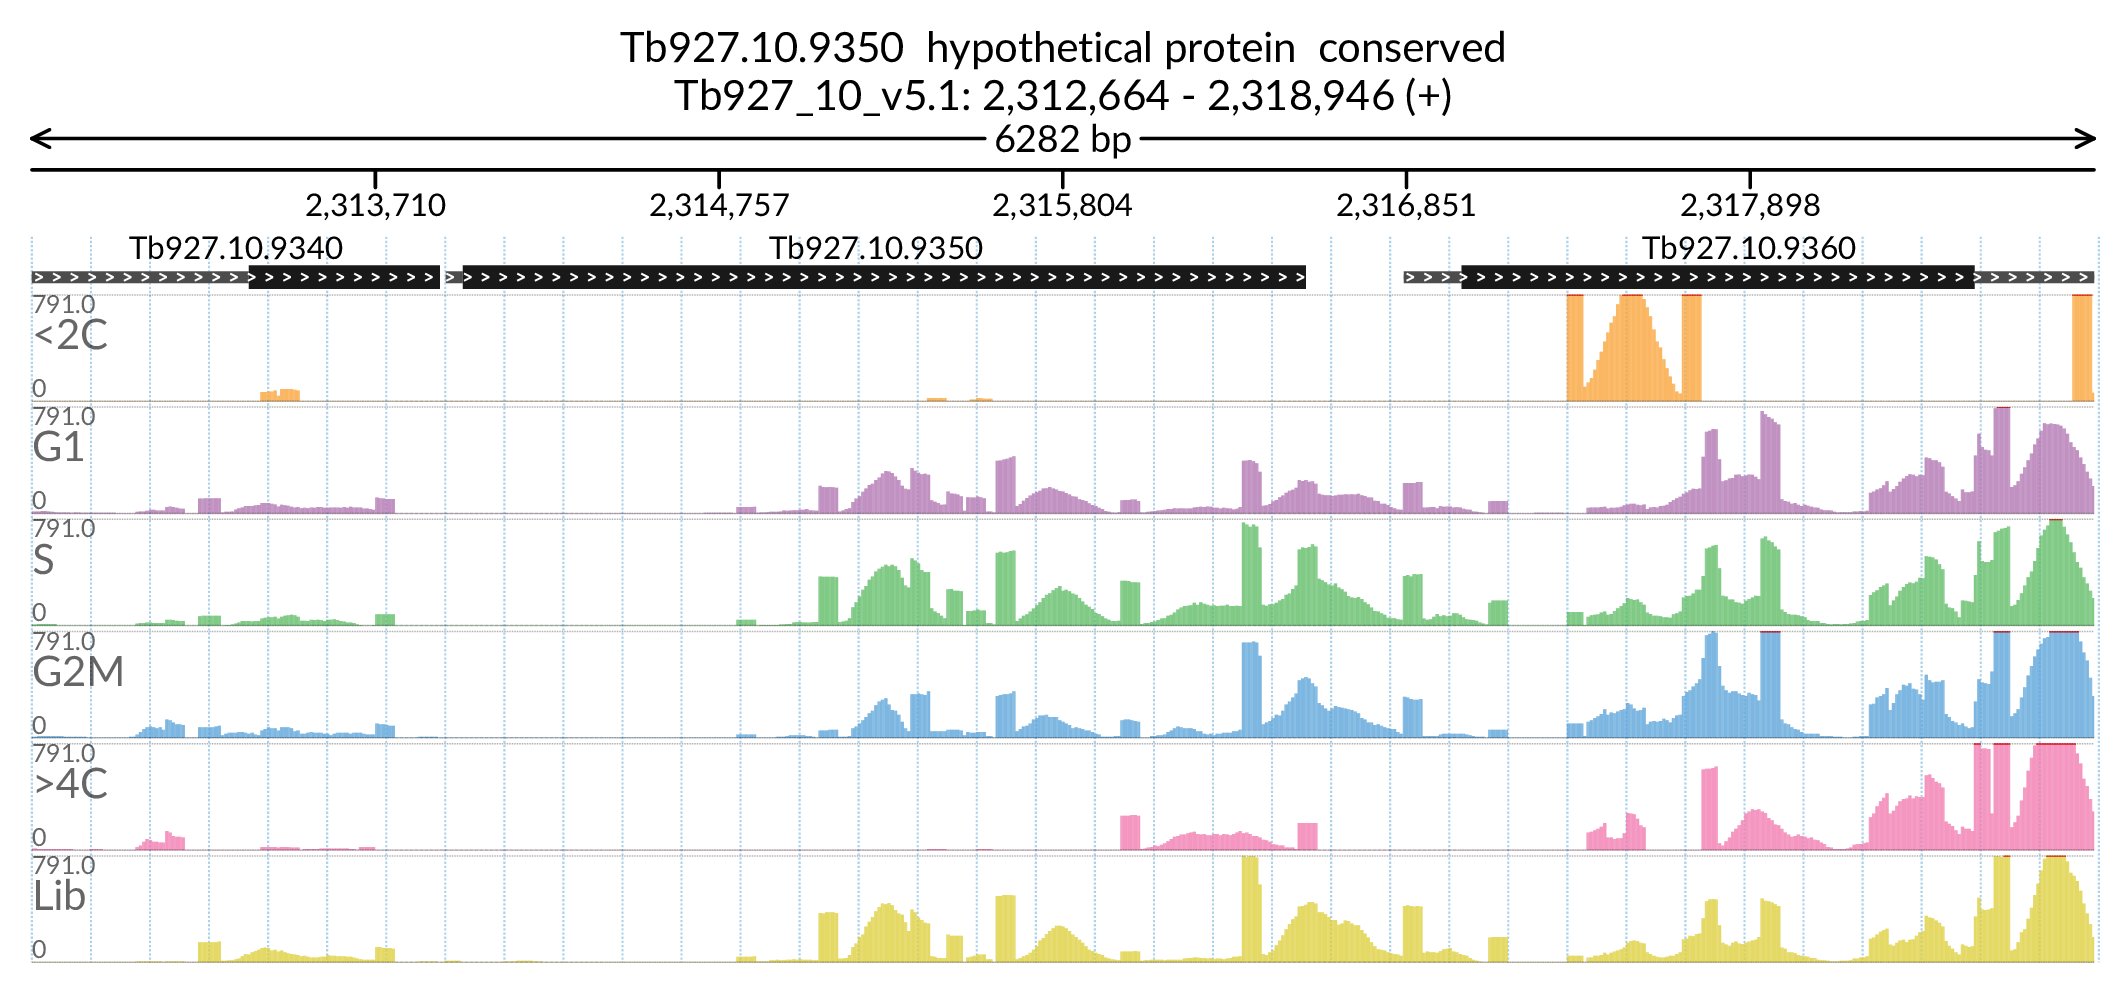 Tb927.10.9350  hypothetical protein  conserved
Tb927_10_v5.1: 2,312,664 - 2,318,946 (+)
6282 bp
2,313,710 2,314,757 2,315,804 2,316,851 2,317,898
Tb927.10.9340 Tb927.10.9350 Tb927.10.9360
791.0
<2C
0
791.0
G1
0
791.0
S
0
791.0
G2M
0
791.0
>4C
0
791.0
Lib
0